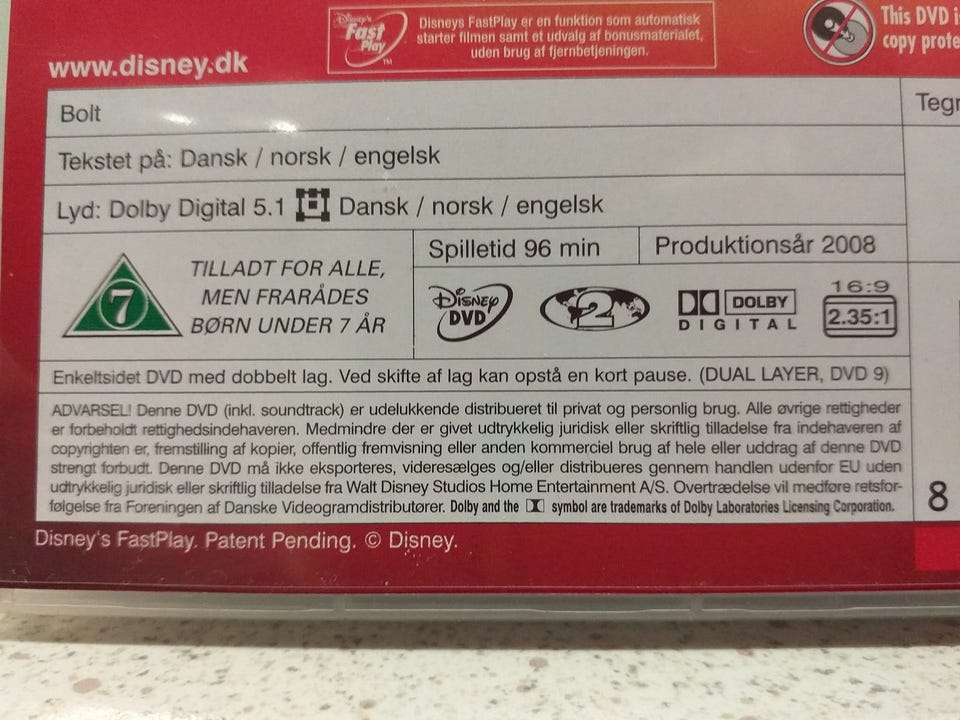 Disney's
Fast
Play
TM
Disneys FastPlay er en funktion som automatisk
starter filmen samt et udvalg af bonusmaterialet,
uden brug af fjernbetjeningen.
This DVD
copy
www.disney.dk
Bolt
Tekstet på: Dansk / norsk / engelsk
Lyd: Dolby Digital 5.1 Dansk / norsk / engelsk
7
TILLADT FOR ALLE,
MEN FRARÅDES
BØRN UNDER 7 ÅR
Spilletid 96 min
Produktionsår 2008
DISNEY
DVD
2
DOLBY
DIGITAL
16:9
2.35:1
Enkeltsidet DVD med dobbelt lag. Ved skifte af lag kan opstå en kort pause. (DUAL LAYER, DVD 9)
ADVARSEL! Denne DVD (inkl. soundtrack) er udelukkende distribueret til privat og personlig brug. Alle øvrige rettigheder
er forbeholdt rettighedsindehaveren. Medmindre der er givet udtrykkelig juridisk eller skriftlig tilladelse fra indehaveren af
copyrighten er, fremstilling af kopier, offentlig fremvisning eller anden kommerciel brug af hele eller uddrag af denne DVD
strengt forbudt. Denne DVD må ikke eksporteres, videresælges og/eller distribueres gennem handlen udenfor EU uden
udtrykkelig juridisk eller skriftlig tilladelse fra Walt Disney Studios Home Entertainment A/S. Overtrædelse vil medføre retsfor-
følgelse fra Foreningen af Danske Videogramdistributører. Dolby and the symbol are trademarks of Dolby Laboratories Licensing Corporation.
8
Disney's FastPlay. Patent Pending. © Disney.